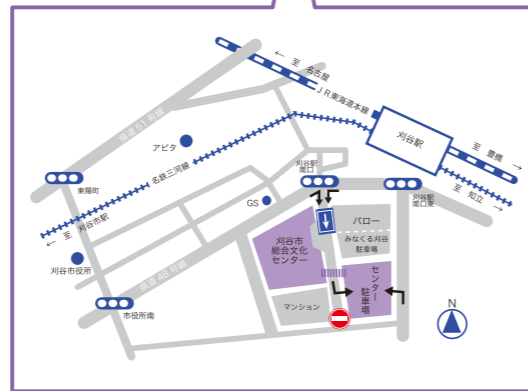 ← 至 名古屋
JR東海道本線
県道51号線
刈谷駅
アピタ
至 豊橋 →
名鉄三河線
刈谷駅
南口
東陽町
至 知立 →
刈谷駅
南口東
GS
← 至 刈谷市駅
バロー
みなくる刈谷
駐車場
刈谷市
総合文化
センター
刈谷市役所
県道48号線
センター
駐車場
市役所南
マンション
N